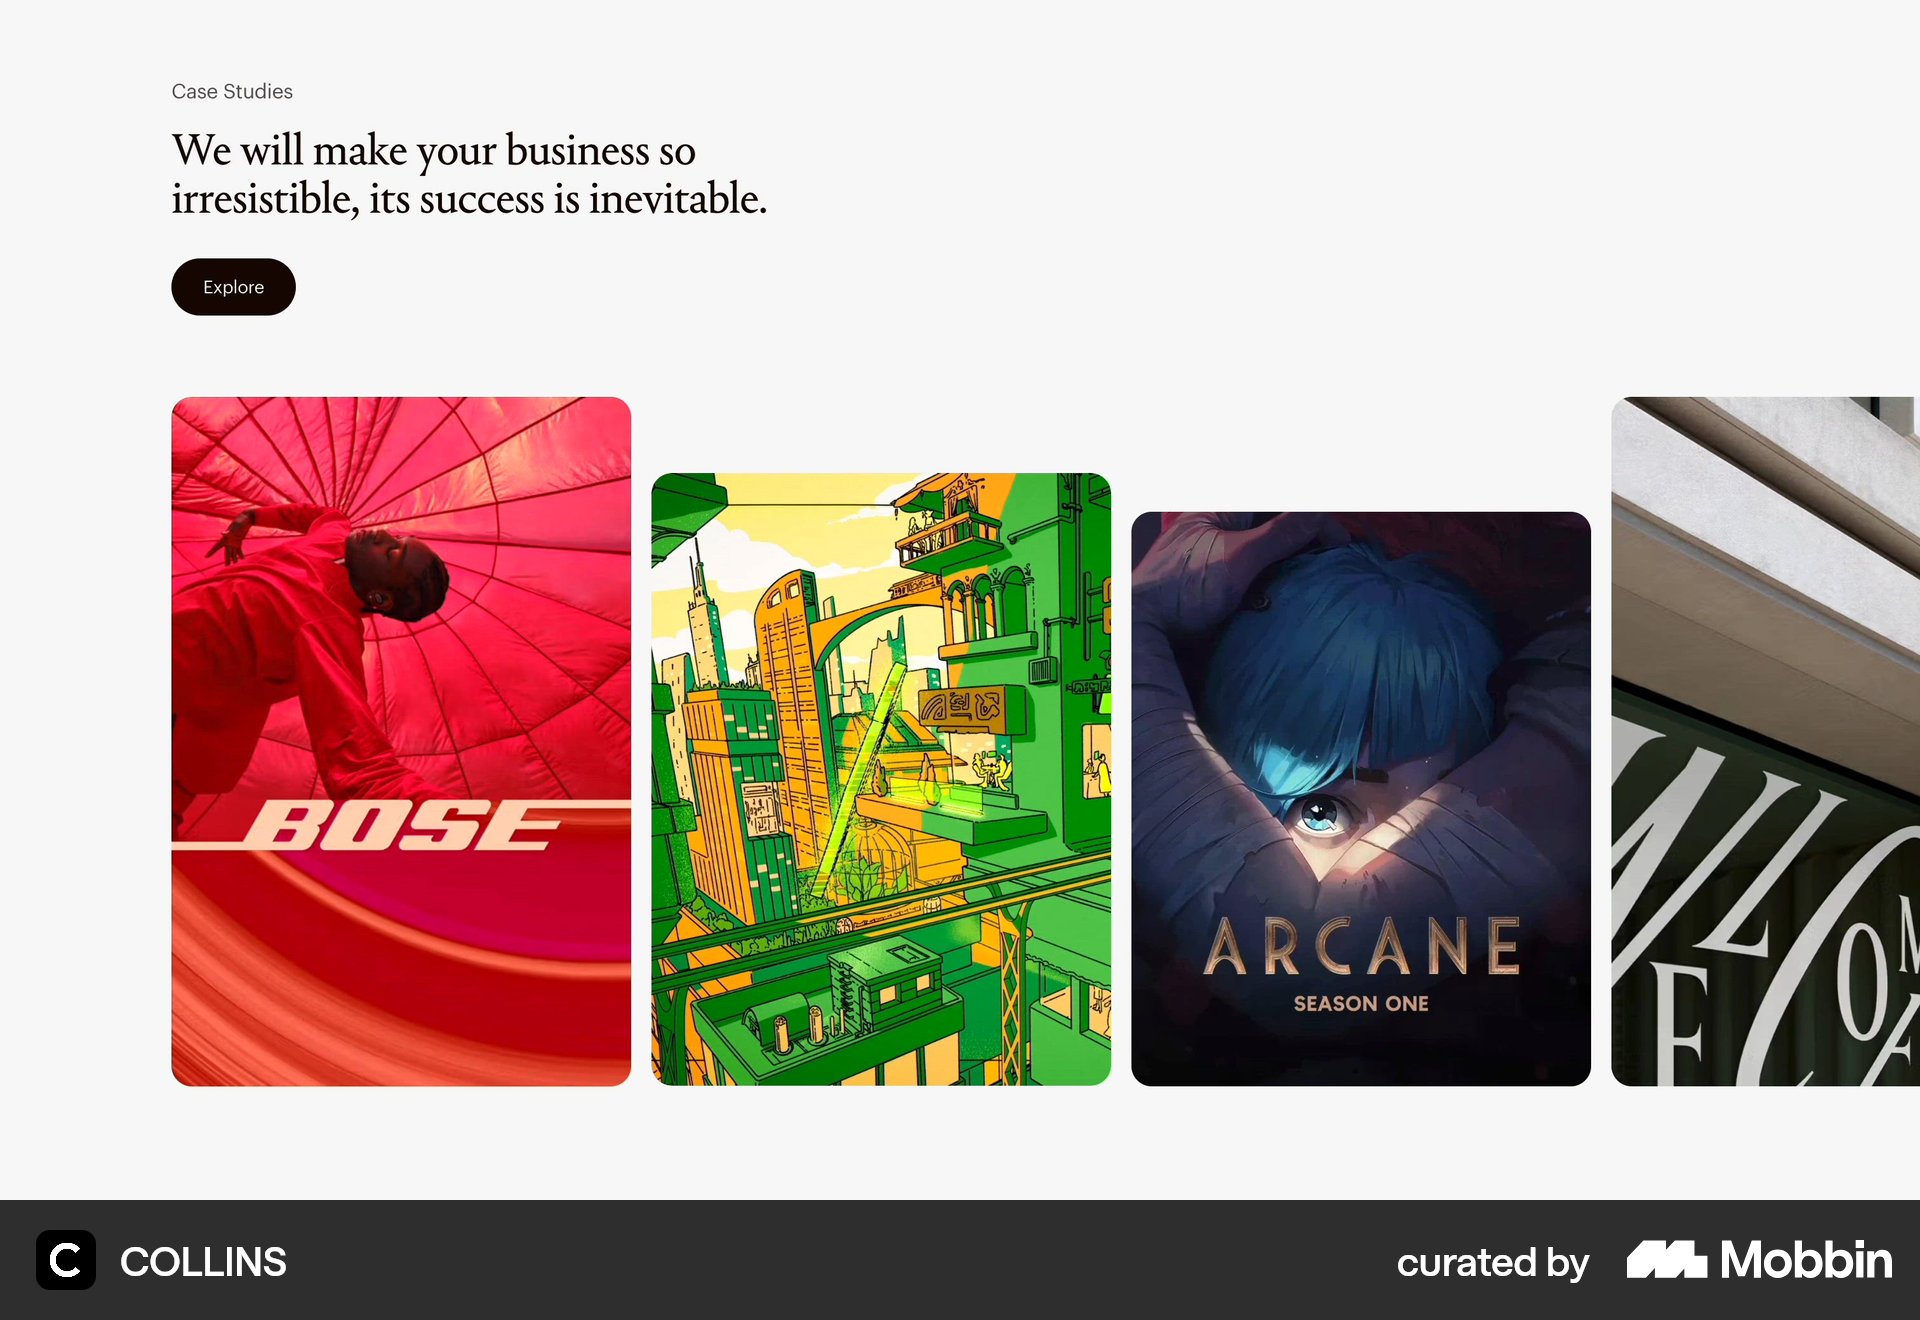 Case Studies
We will make your business so
irresistible, its success is inevitable.
Explore
BOSE
ARCANE
SEASON ONE
COLLINS
curated by
Mobbin